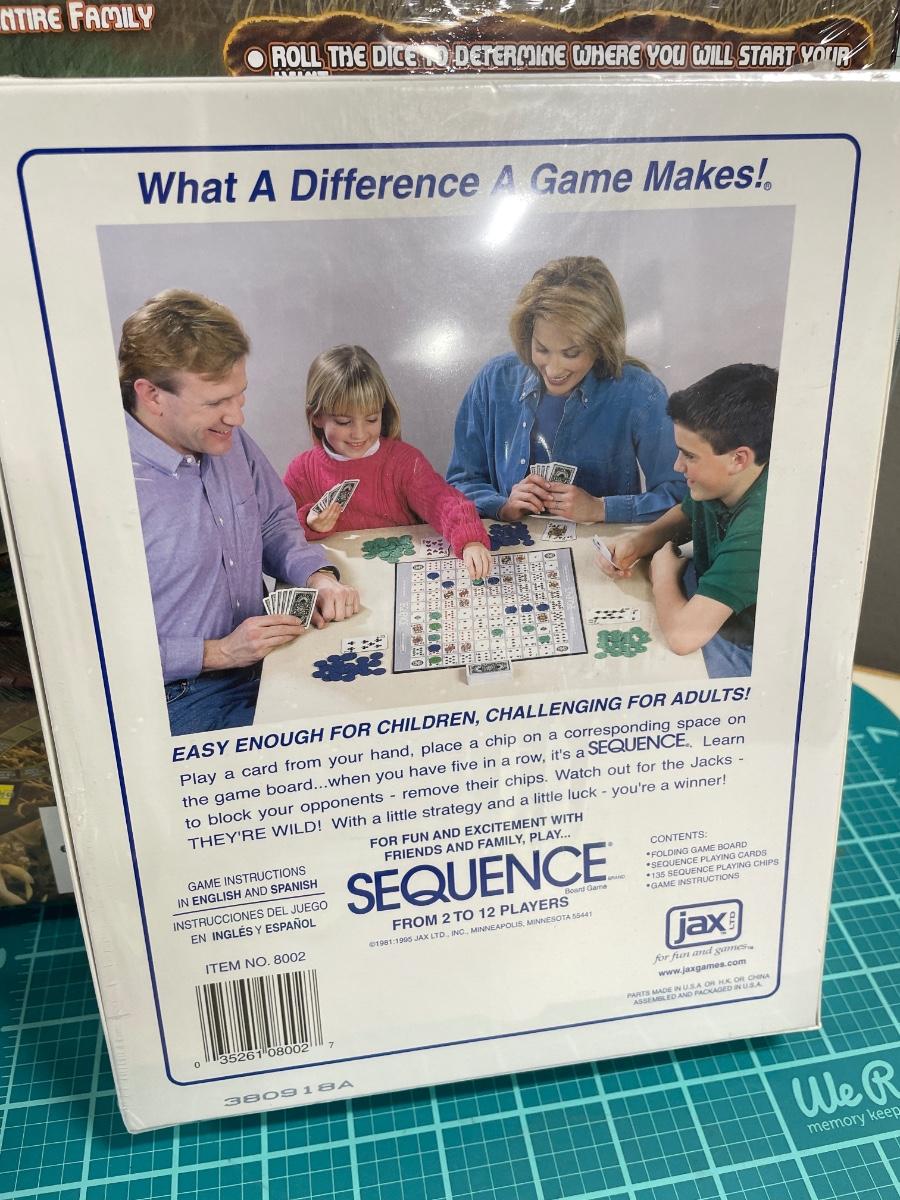 NTIRE FAMILY
ROLL THE DICE TO DETERMINE WHERE YOU WILL START YOUR
What A Difference A Game Makes!®
EASY ENOUGH FOR CHILDREN, CHALLENGING FOR ADULTS!
Play a card from your hand, place a chip on a corresponding space on
the game board...when you have five in a row, it's a SEQUENCE®. Learn
to block your opponents - remove their chips. Watch out for the Jacks -
THEY'RE WILD! With a little strategy and a little luck - you're a winner!
FOR FUN AND EXCITEMENT WITH
FRIENDS AND FAMILY, PLAY...
SEQUENCE®
BRAND
Board Game
FROM 2 TO 12 PLAYERS
©1981;1995 JAX LTD., INC., MINNEAPOLIS, MINNESOTA 55441
GAME INSTRUCTIONS
IN ENGLISH AND SPANISH
INSTRUCCIONES DEL JUEGO
EN INGLÉS Y ESPAÑOL
ITEM NO. 8002
0 35261 08002 7
CONTENTS:
•FOLDING GAME BOARD
•SEQUENCE PLAYING CARDS
•135 SEQUENCE PLAYING CHIPS
•GAME INSTRUCTIONS
jax LTD
for fun and games™
www.jaxgames.com
PARTS MADE IN U.S.A. OR H.K. OR CHINA
ASSEMBLED AND PACKAGED IN U.S.A.
380918A
We R
memory keep